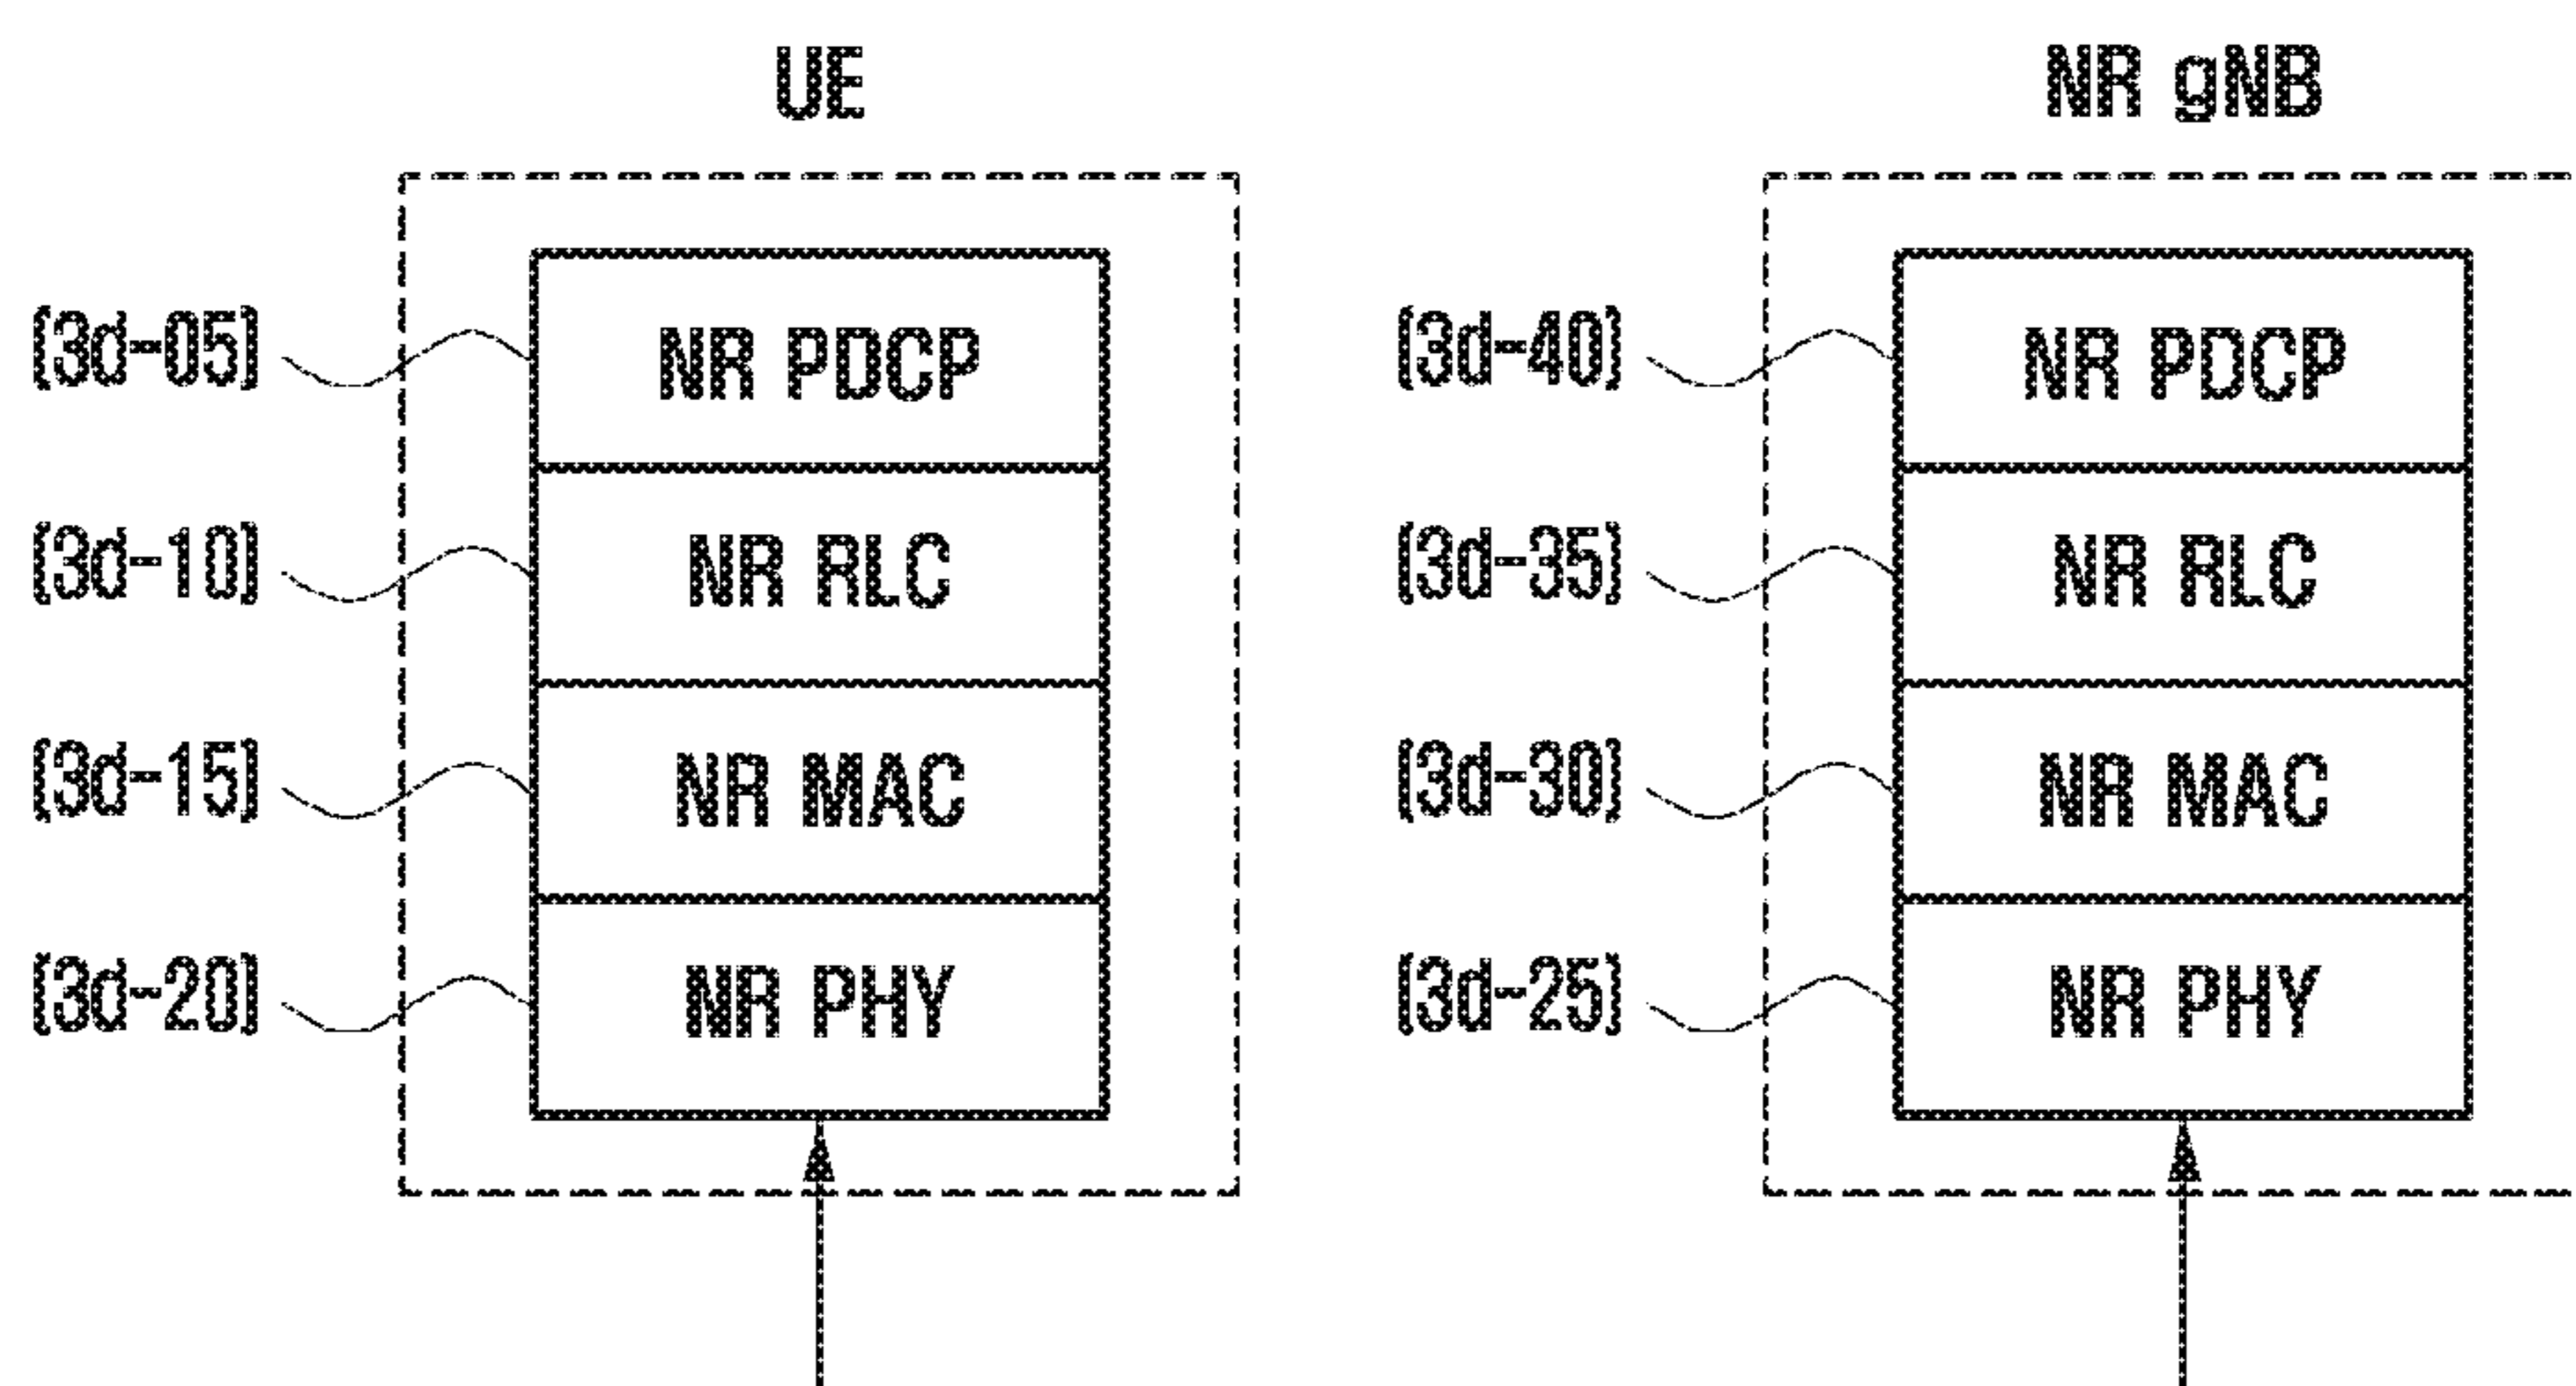 UE NR gNB
(3d-05) NR PDCP (3d-40) NR PDCP
(3d-10) NR RLC (3d-35) NR RLC
(3d-15) NR MAC (3d-30) NR MAC
(3d-20) NR PHY (3d-25) NR PHY